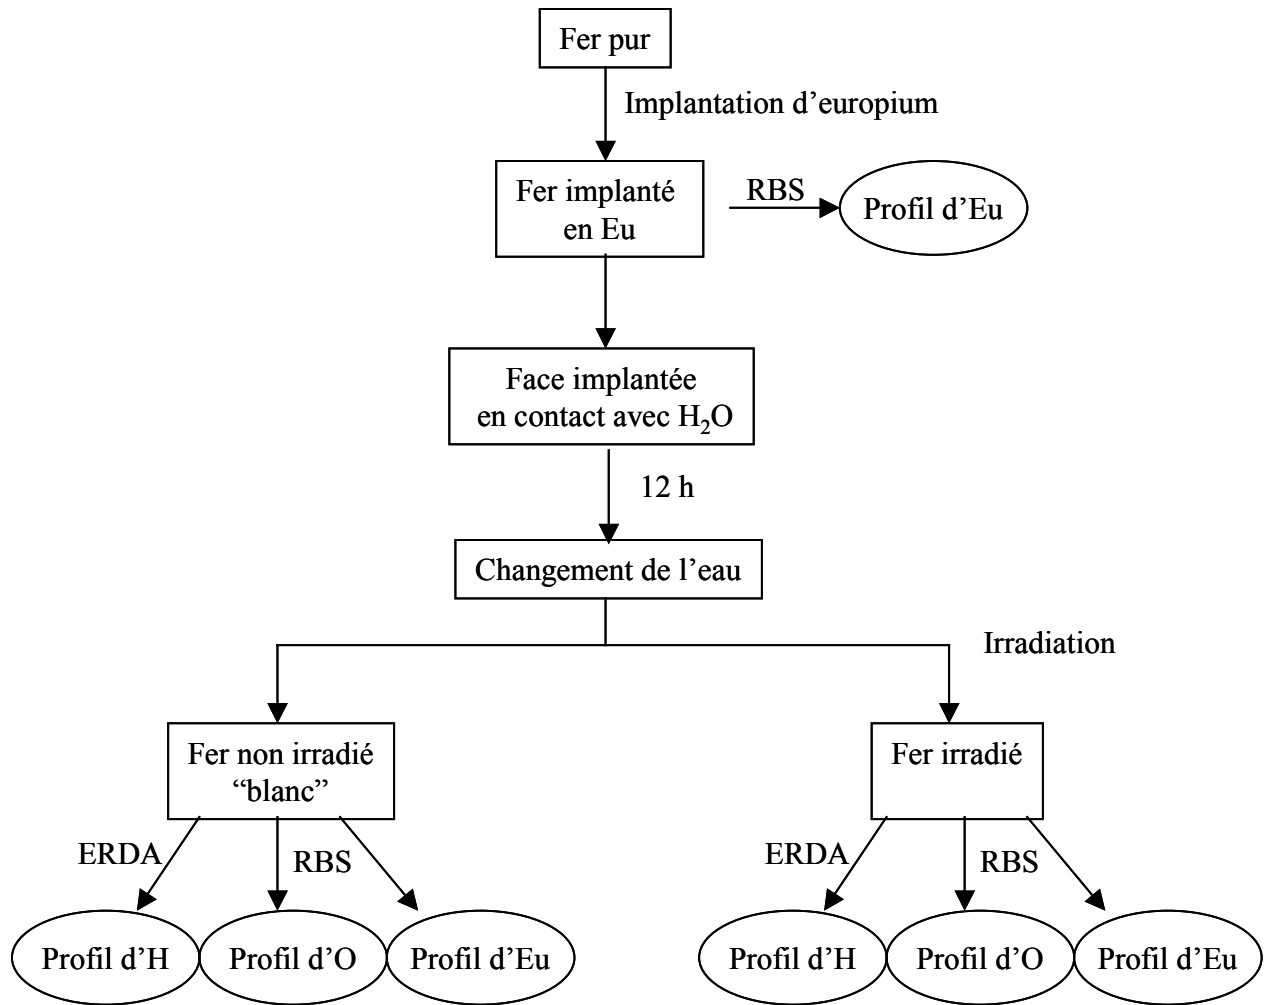 Fer pur
Implantation d’europium
Fer implanté
en Eu
RBS
Profil d’Eu
Face implantée
en contact avec H₂O
12 h
Changement de l’eau
Irradiation
Fer non irradié
“blanc”
Fer irradié
ERDA
RBS
ERDA
RBS
Profil d’H
Profil d’O
Profil d’Eu
Profil d’H
Profil d’O
Profil d’Eu